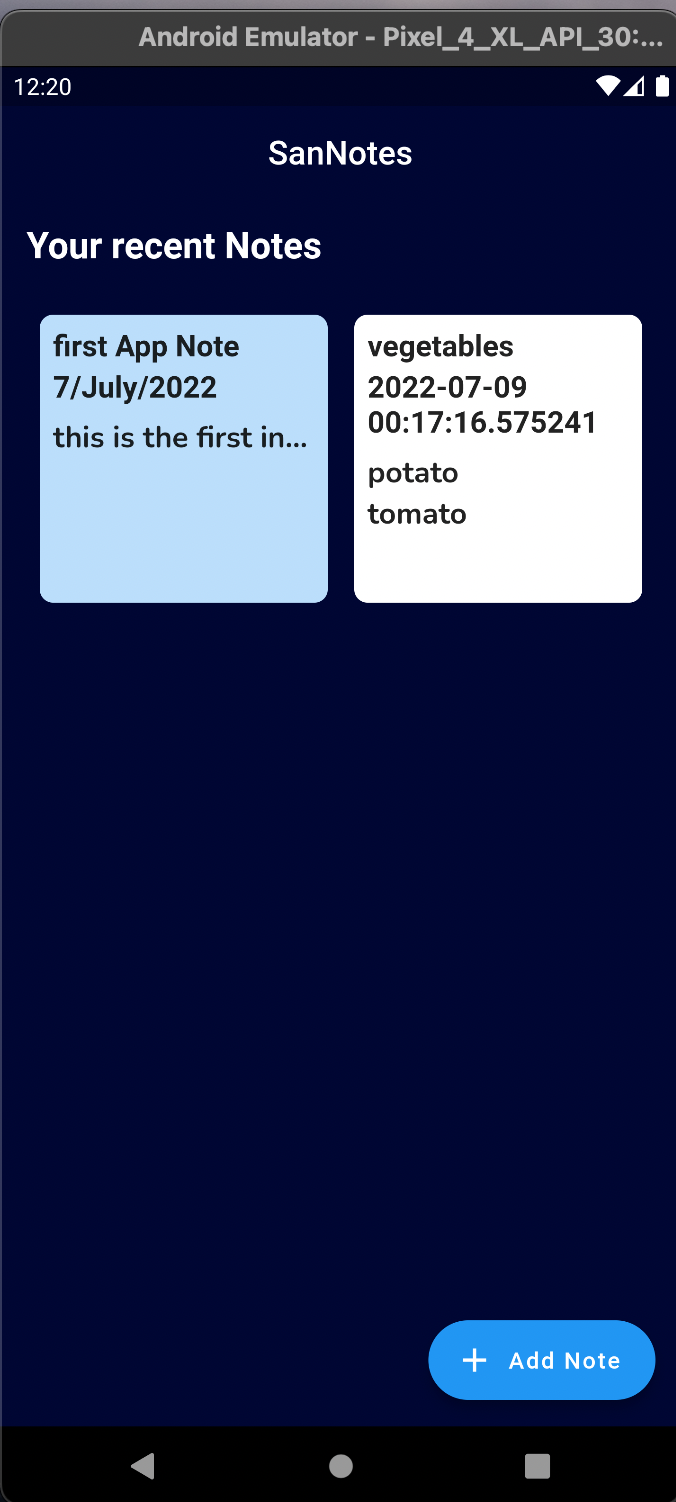 Android Emulator - Pixel_4_XL_API_30:...
12:20
SanNotes
Your recent Notes
first App Note
7/July/2022
this is the first in...
vegetables
2022-07-09
00:17:16.575241
potato
tomato
Add Note